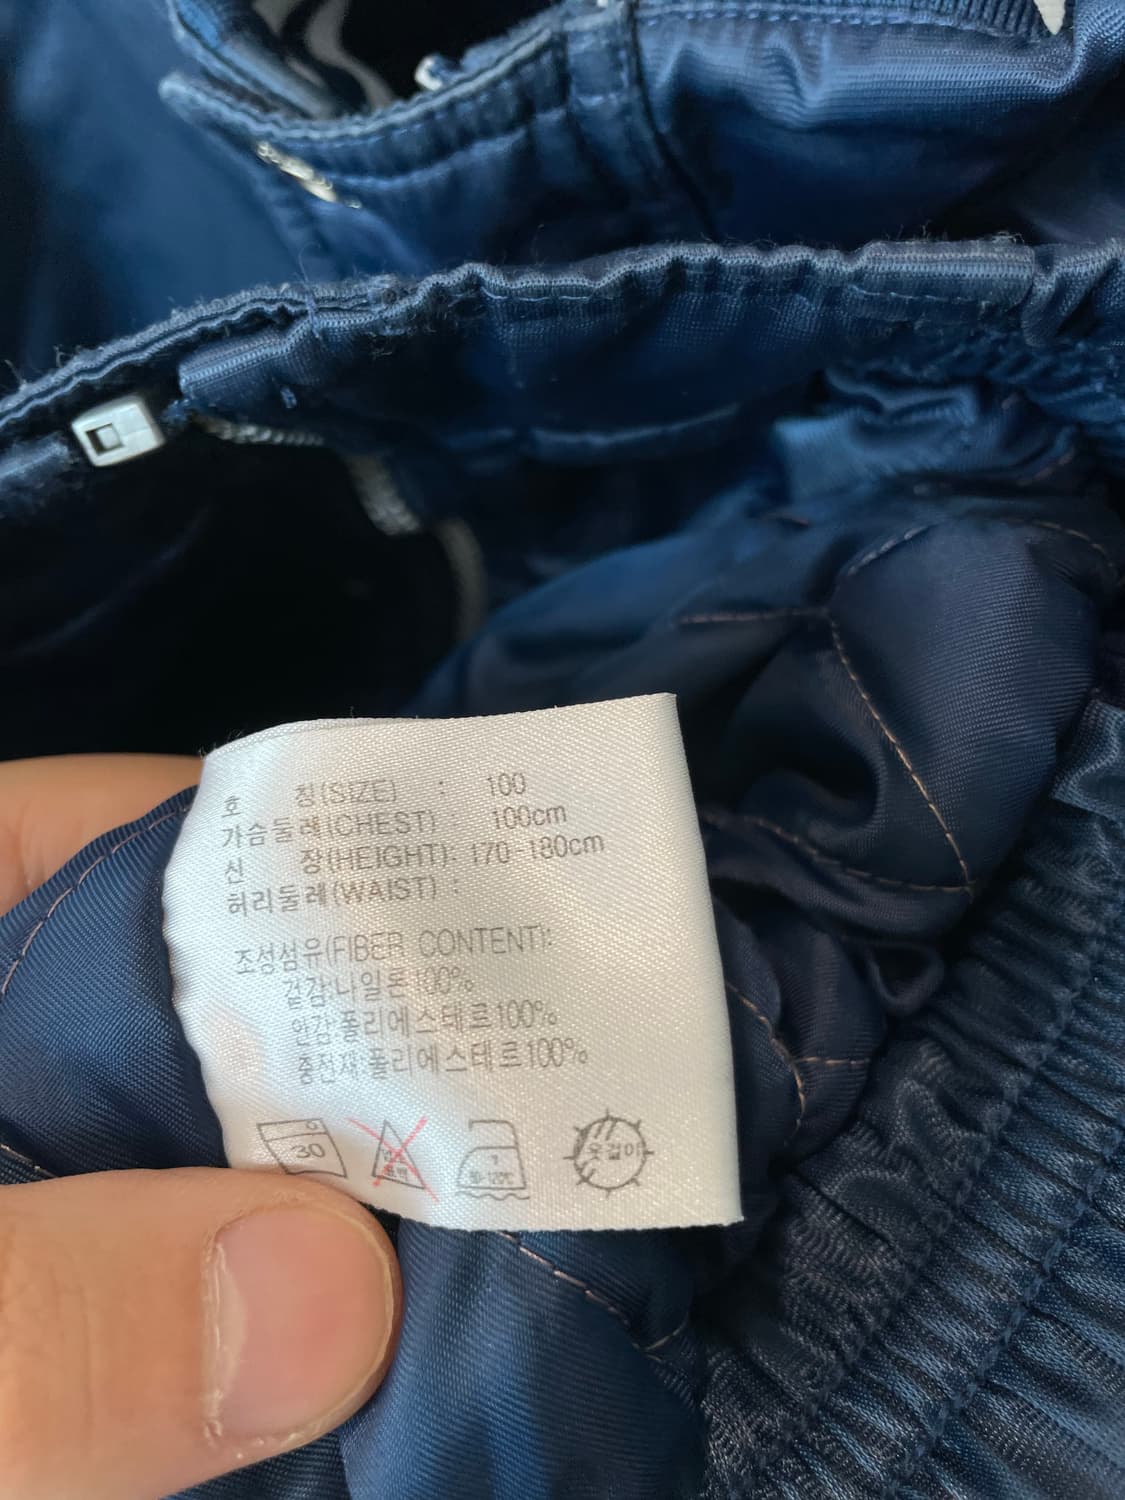 호 칭(SIZE) : 100
가슴둘레(CHEST) : 100cm
신 장(HEIGHT): 170-180cm
허리둘레(WAIST) :
조성섬유(FIBER CONTENT):
겉감:나일론100%
안감:폴리에스테르100%
충전재:폴리에스테르100%
30
1
옷걸이